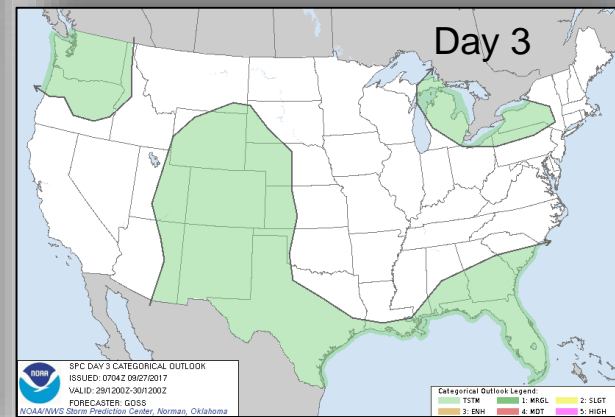 Day 3
NOAA
SPC DAY 3 CATEGORICAL OUTLOOK
ISSUED: 0704Z 09/27/2017
VALID: 29/1200Z-30/1200Z
FORECASTER: GOSS
NOAA/NWS Storm Prediction Center, Norman, Oklahoma
Categorical Outlook Legend:
TSTM 1: MRGL 2: SLGT
3: ENH 4: MDT 5: HIGH